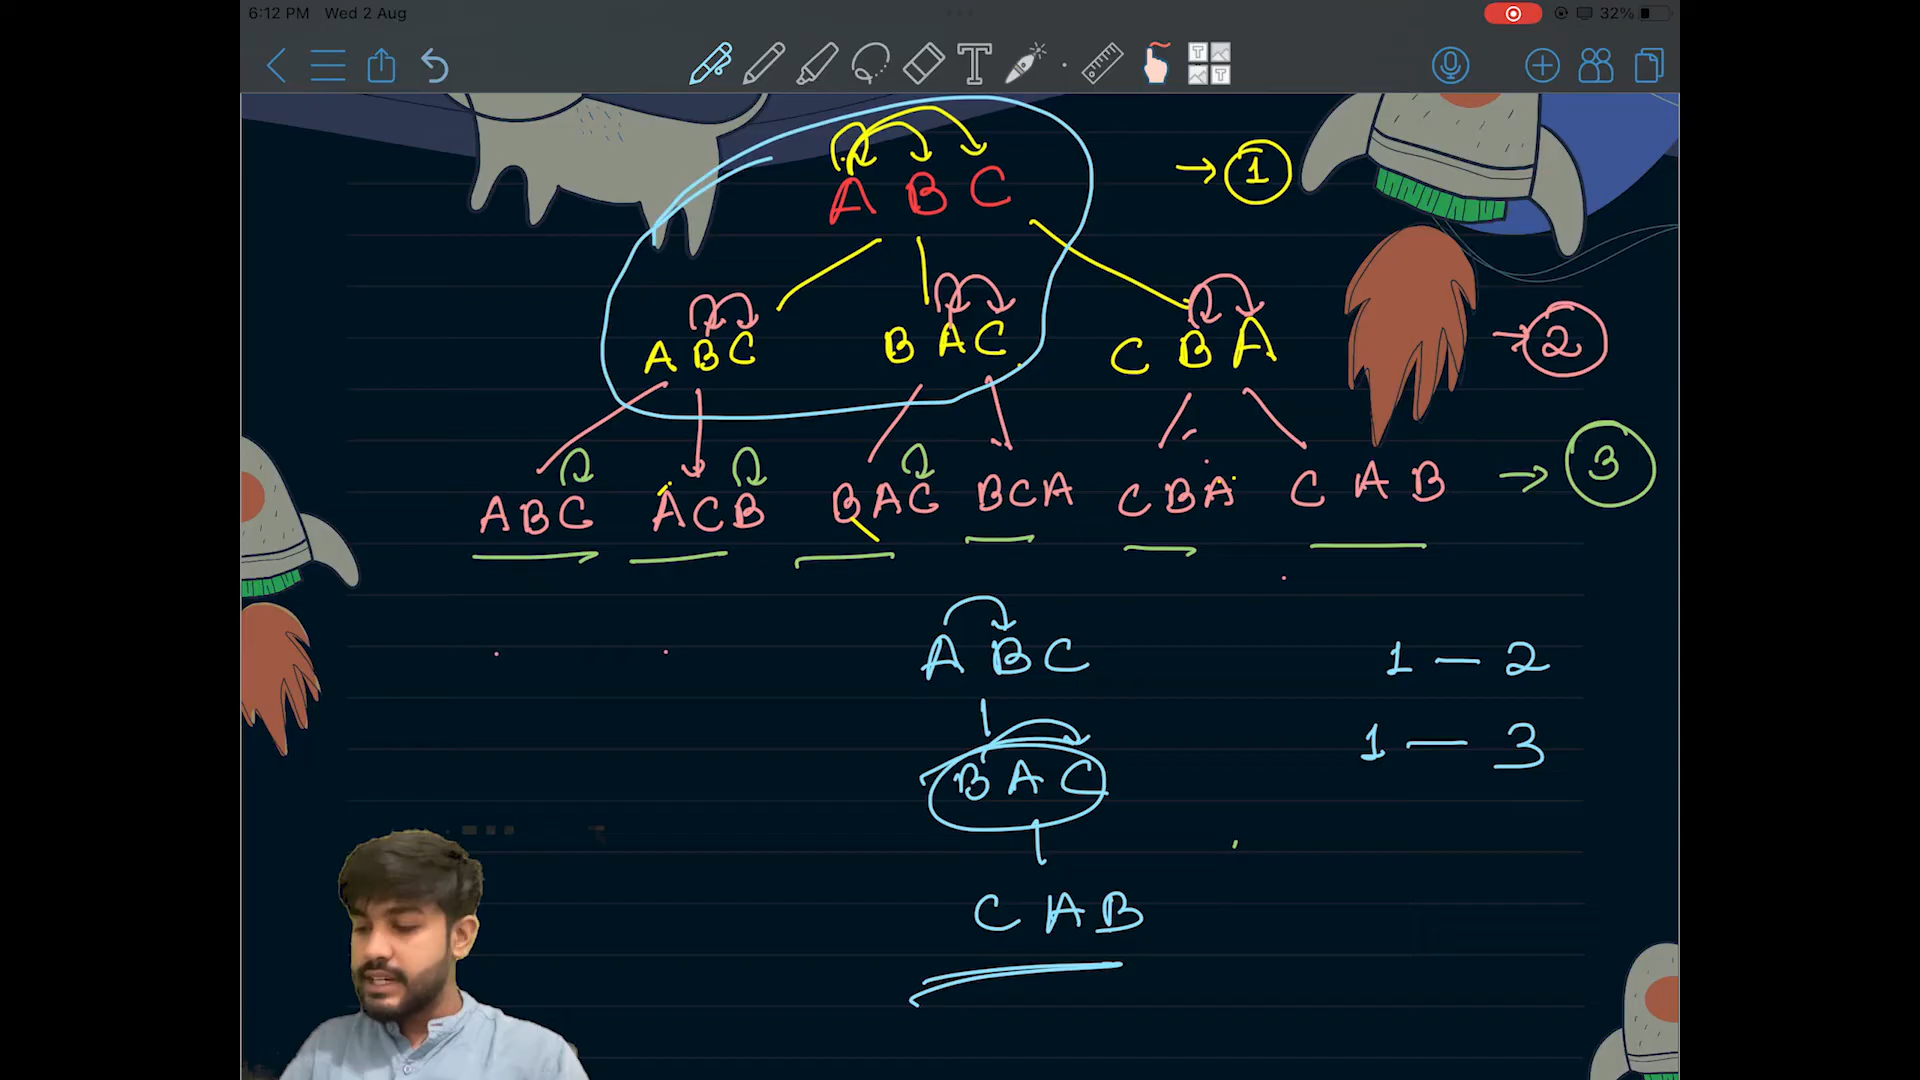 6:12 PM Wed 2 Aug 32%
A B C → 1
A B C B A C C B A → 2
A B C A C B B A C B C A C B A C A B → 3
A B C 1 — 2
B A C 1 — 3
C A B